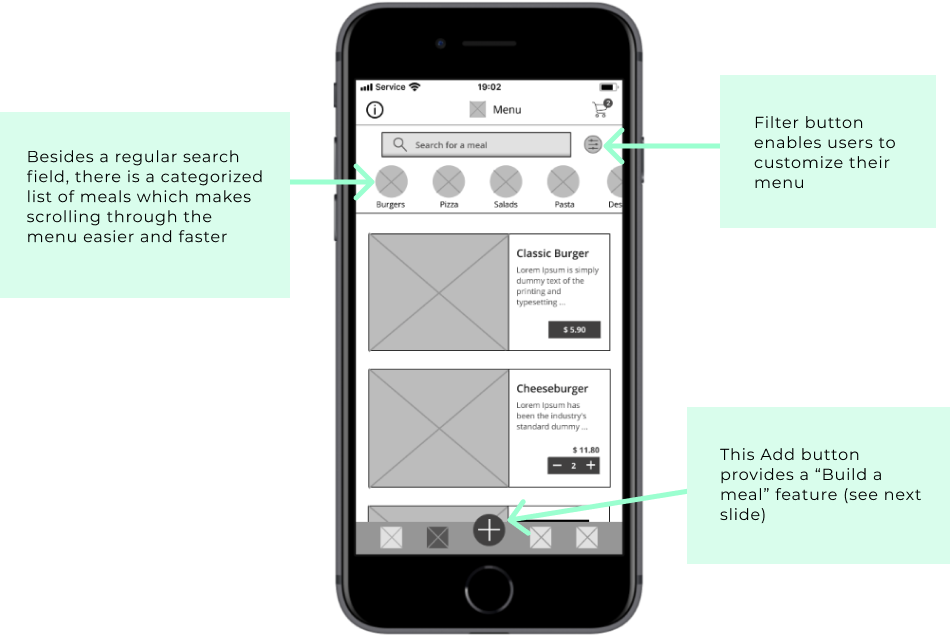 Service
19:02
Menu
2
Search for a meal
Burgers
Pizza
Salads
Pasta
Des
Classic Burger
Lorem Ipsum is simply
dummy text of the
printing and
typesetting ...
$ 5.90
Cheeseburger
Lorem Ipsum has
been the industry's
standard dummy ...
$ 11.80
2
Besides a regular search
field, there is a categorized
list of meals which makes
scrolling through the
menu easier and faster
Filter button
enables users to
customize their
menu
This Add button
provides a “Build a
meal” feature (see next
slide)